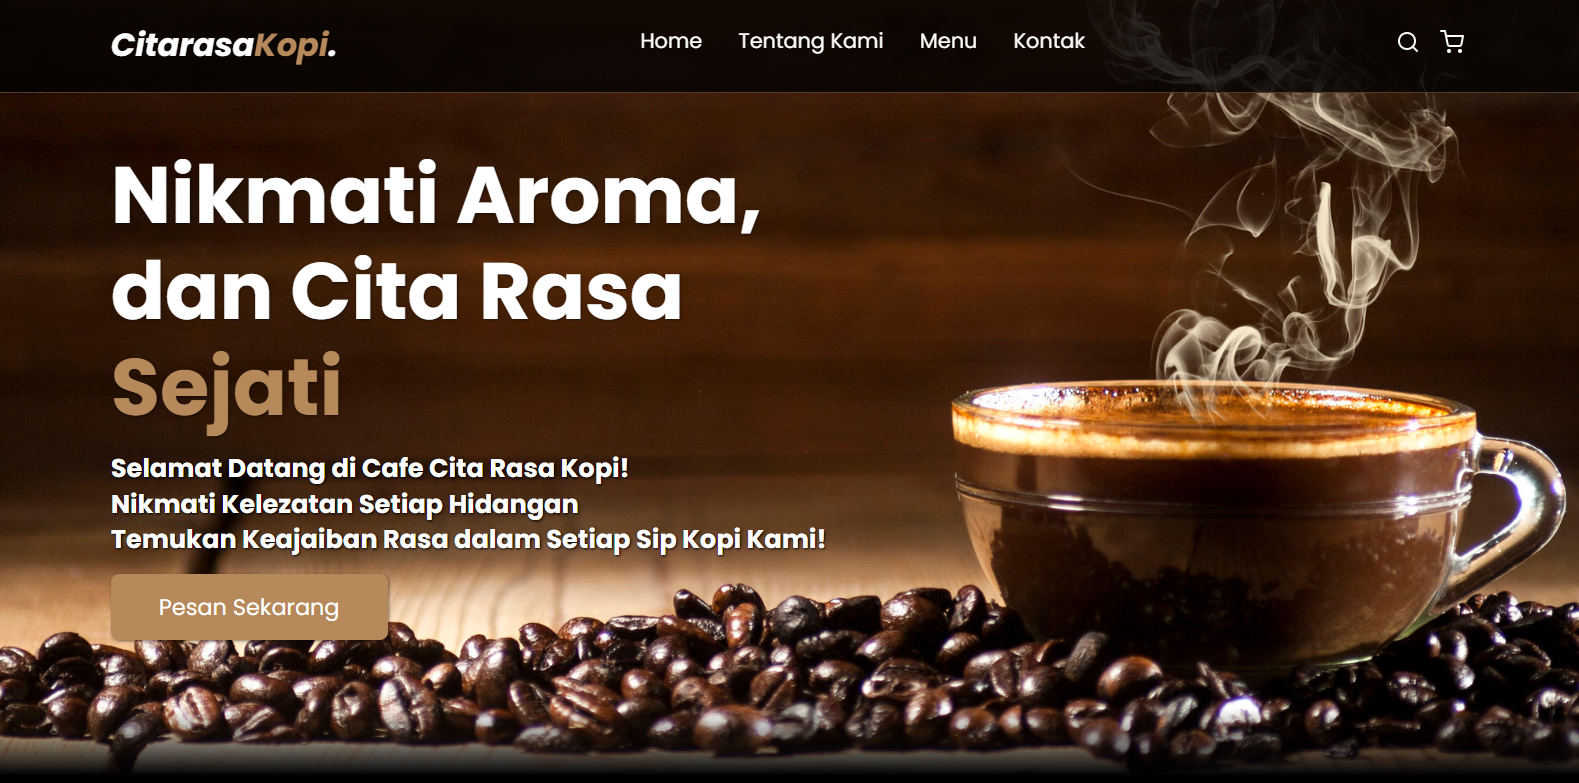 CitarasaKopi.
Home Tentang Kami Menu Kontak
Nikmati Aroma,
dan Cita Rasa
Sejati
Selamat Datang di Cafe Cita Rasa Kopi!
Nikmati Kelezatan Setiap Hidangan
Temukan Keajaiban Rasa dalam Setiap Sip Kopi Kami!
Pesan Sekarang